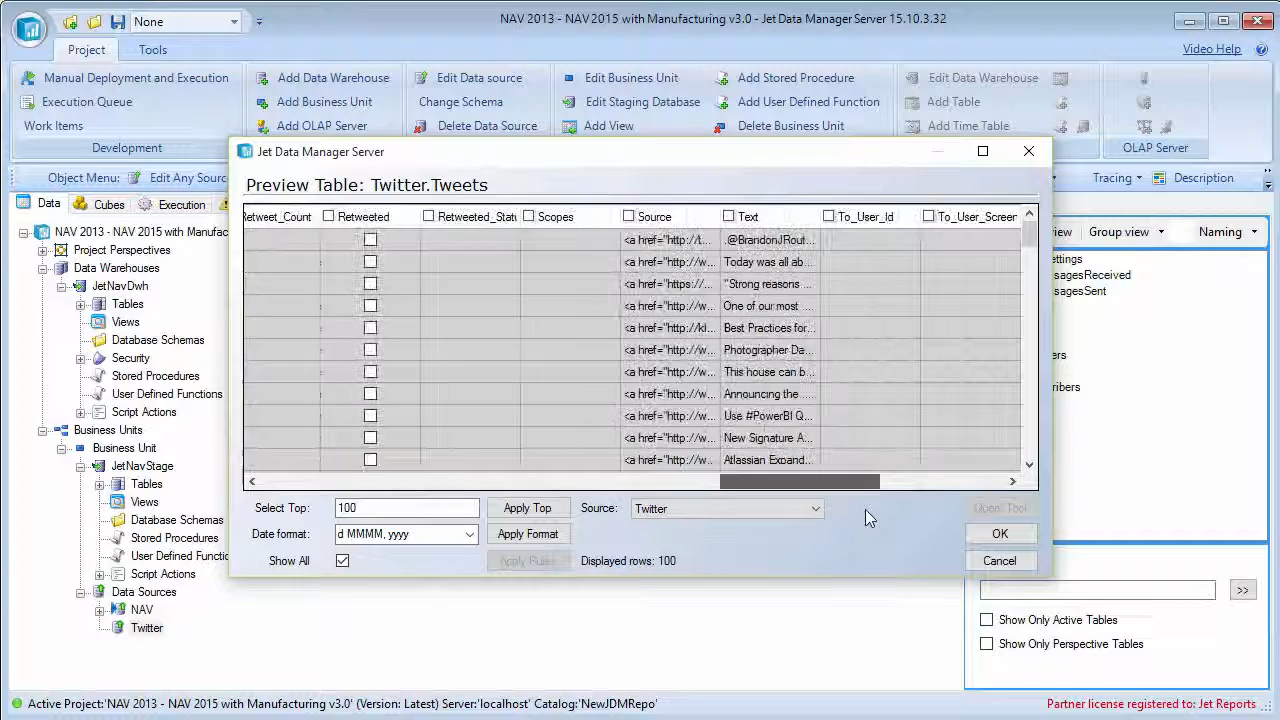 NAV 2013 - NAV 2015 with Manufacturing v3.0 - Jet Data Manager Server 15.10.3.32
None
Project
Tools
Video Help
Manual Deployment and Execution
Execution Queue
Work Items
Development
Add Data Warehouse
Add Business Unit
Add OLAP Server
Edit Data source
Change Schema
Delete Data Source
Edit Business Unit
Edit Staging Database
Add View
Add Stored Procedure
Add User Defined Function
Delete Business Unit
Edit Data Warehouse
Add Table
Add Time Table
OLAP Server
Object Menu:
Edit Any Sourc
Tracing
Description
Data
Cubes
Execution
NAV 2013 - NAV 2015 with Manufac
Project Perspectives
Data Warehouses
JetNavDwh
Tables
Views
Database Schemas
Security
Stored Procedures
User Defined Functions
Script Actions
Business Units
Business Unit
JetNavStage
Tables
Views
Database Schemas
Stored Procedures
User Defined Functio
Script Actions
Data Sources
NAV
Twitter
Jet Data Manager Server
Preview Table: Twitter.Tweets
Retweet_Count Retweeted Retweeted_Statu Scopes Source Text To_User_Id To_User_Screen
<a href="http://t... .@BrandonJRout...
<a href="http://w... Today was all ab...
<a href="https://... "Strong reasons ...
<a href="http://w... One of our most ...
<a href="http://kl... Best Practices for...
<a href="http://w... Photographer Da...
<a href="http://w... This house can b...
<a href="http://w... Announcing the ...
<a href="http://w... Use #PowerBI Q...
<a href="http://w... New Signature A...
<a href="http://w... Atlassian Expand...
Select Top: 100 Apply Top Source: Twitter
Date format: d MMMM, yyyy Apply Format OK
Show All Displayed rows: 100 Cancel
Query Tool
Apply Rules
iew
Group view
Naming
ettings
sagesReceived
sagesSent
ers
ribers
>>
Show Only Active Tables
Show Only Perspective Tables
Active Project:'NAV 2013 - NAV 2015 with Manufacturing v3.0' (Version: Latest) Server:'localhost' Catalog:'NewJDMRepo'
Partner license registered to: Jet Reports